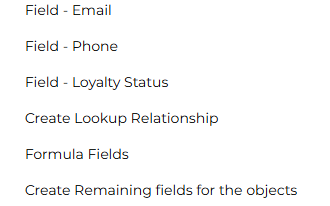 Field - Email
Field - Phone
Field - Loyalty Status
Create Lookup Relationship
Formula Fields
Create Remaining fields for the objects